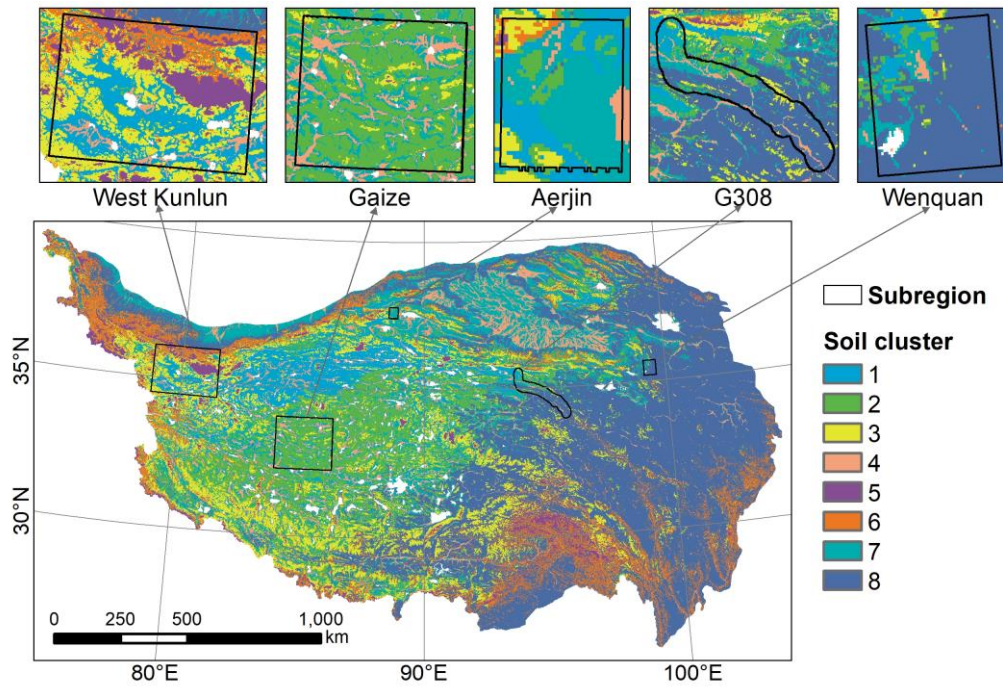 West Kunlun
Gaize
Aerjin
G308
Wenquan
Subregion
Soil cluster
1
2
3
4
5
6
7
8
35°N
30°N
0 250 500 1,000
km
80°E 90°E 100°E